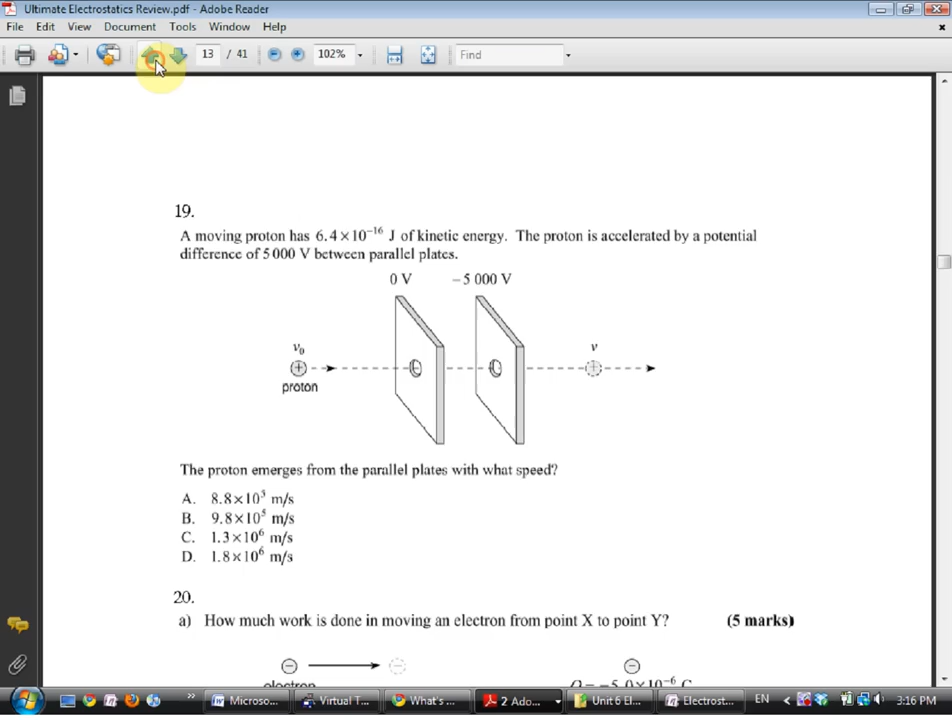 Ultimate Electrostatics Review.pdf - Adobe Reader
File Edit View Document Tools Window Help
13 / 41 102% Find
19.
A moving proton has 6.4×10⁻¹⁶ J of kinetic energy. The proton is accelerated by a potential
difference of 5 000 V between parallel plates.
0 V −5 000 V
v₀ v
+ +
proton
The proton emerges from the parallel plates with what speed?
A. 8.8×10⁵ m/s
B. 9.8×10⁵ m/s
C. 1.3×10⁶ m/s
D. 1.8×10⁶ m/s
20.
a) How much work is done in moving an electron from point X to point Y? (5 marks)
electron Q = −5.0×10⁻⁶ C
Microso... Virtual T... What's ... 2 Ado... Unit 6 El... Electrost... EN 3:16 PM